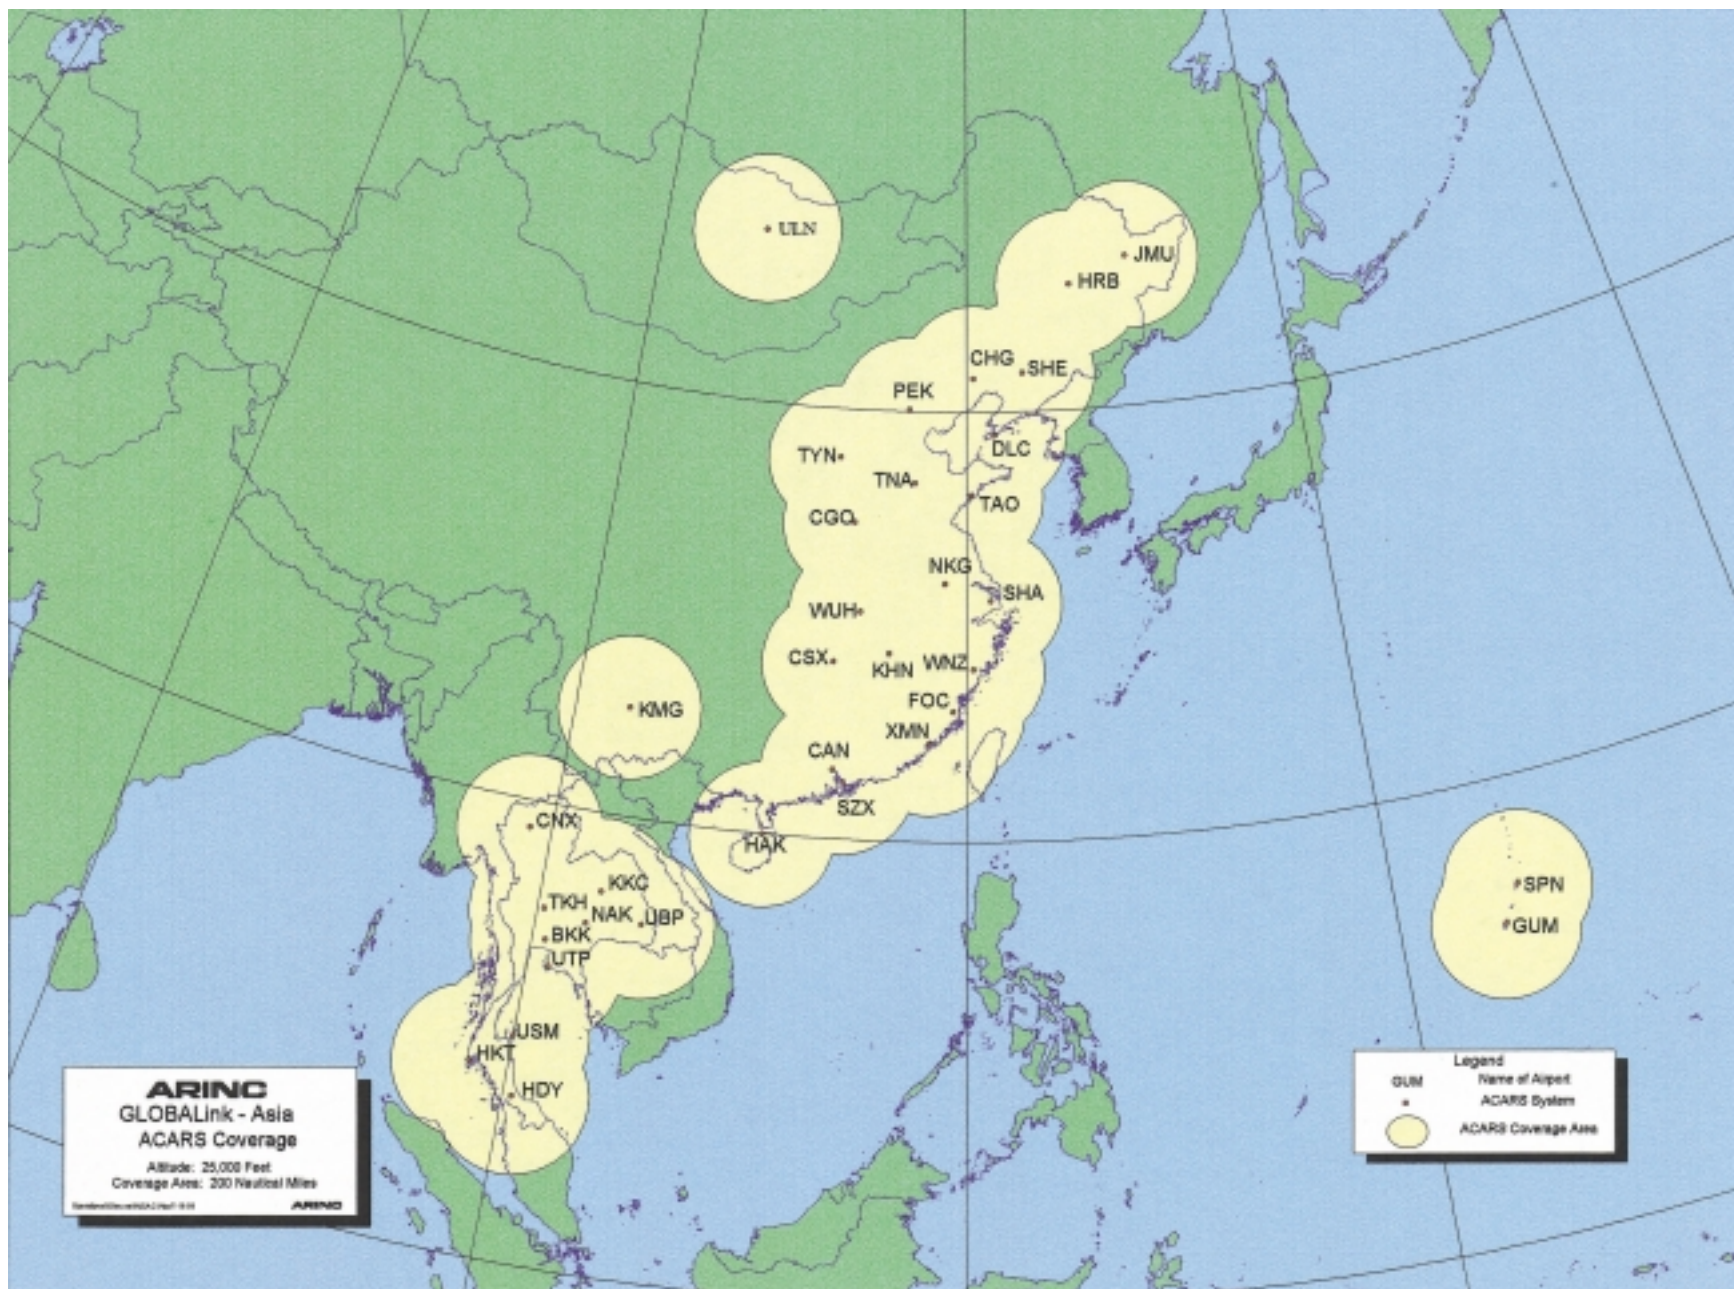 ULN
JMU
HRB
CHG
SHE
PEK
DLC
TYN
TNA
TAO
CGO
NKG
SHA
WUH
CSX
KHN
WNZ
FOC
KMG
XMN
CAN
SZX
CNX
HAK
KKC
TKH
NAK
UBP
BKK
UTP
SPN
GUM
USM
HKT
HDY
ARINC
GLOBALink - Asia
ACARS Coverage
Altitude: 25,000 Feet
Coverage Area: 200 Nautical Miles
ARINC
Legend
GUM Name of Airport
ACARS System
ACARS Coverage Area